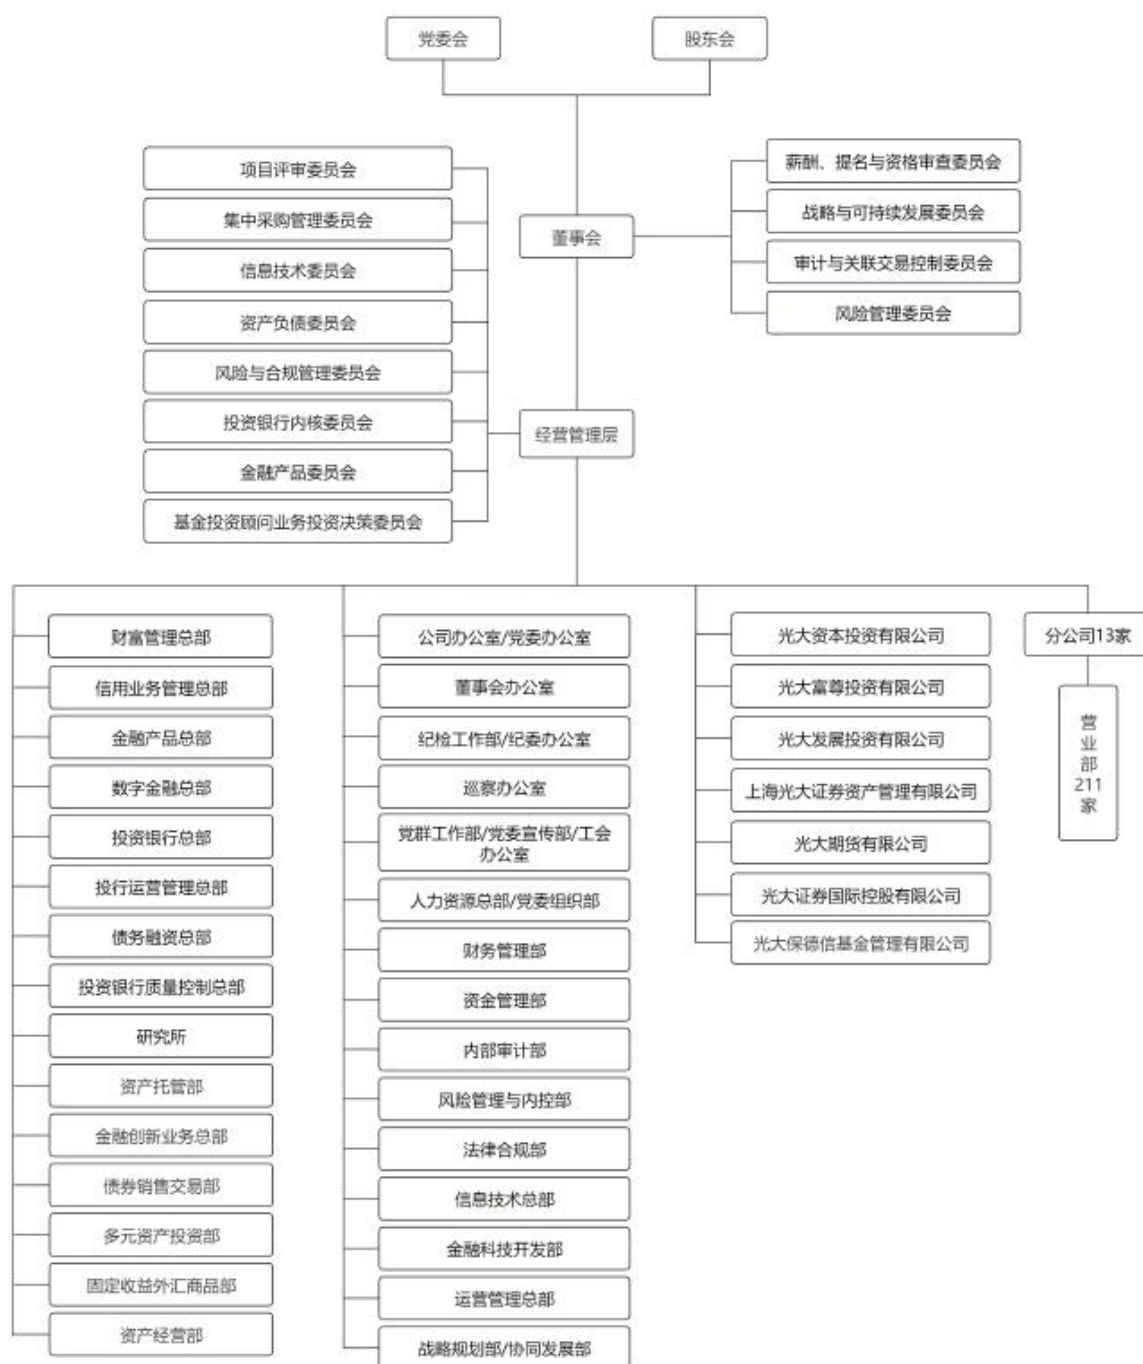 党委会
股东会
项目评审委员会
集中采购管理委员会
信息技术委员会
资产负债委员会
风险与合规管理委员会
投资银行内核委员会
金融产品委员会
基金投资顾问业务投资决策委员会
董事会
经营管理层
薪酬、提名与资格审查委员会
战略与可持续发展委员会
审计与关联交易控制委员会
风险管理委员会
财富管理总部
信用业务管理总部
金融产品总部
数字金融总部
投资银行总部
投行运营管理总部
债务融资总部
投资银行质量控制总部
研究所
资产托管部
金融创新业务总部
债券销售交易部
多元资产投资部
固定收益外汇商品部
资产经营部
公司办公室/党委办公室
董事会办公室
纪检工作部/纪委办公室
巡察办公室
党群工作部/党委宣传部/工会
办公室
人力资源总部/党委组织部
财务管理部
资金管理部
内部审计部
风险管理与内控部
法律合规部
信息技术总部
金融科技开发部
运营管理总部
战略规划部/协同发展部
光大资本投资有限公司
光大富尊投资有限公司
光大发展投资有限公司
上海光大证券资产管理有限公司
光大期货有限公司
光大证券国际控股有限公司
光大保德信基金管理有限公司
分公司13家
营
业
部
211
家